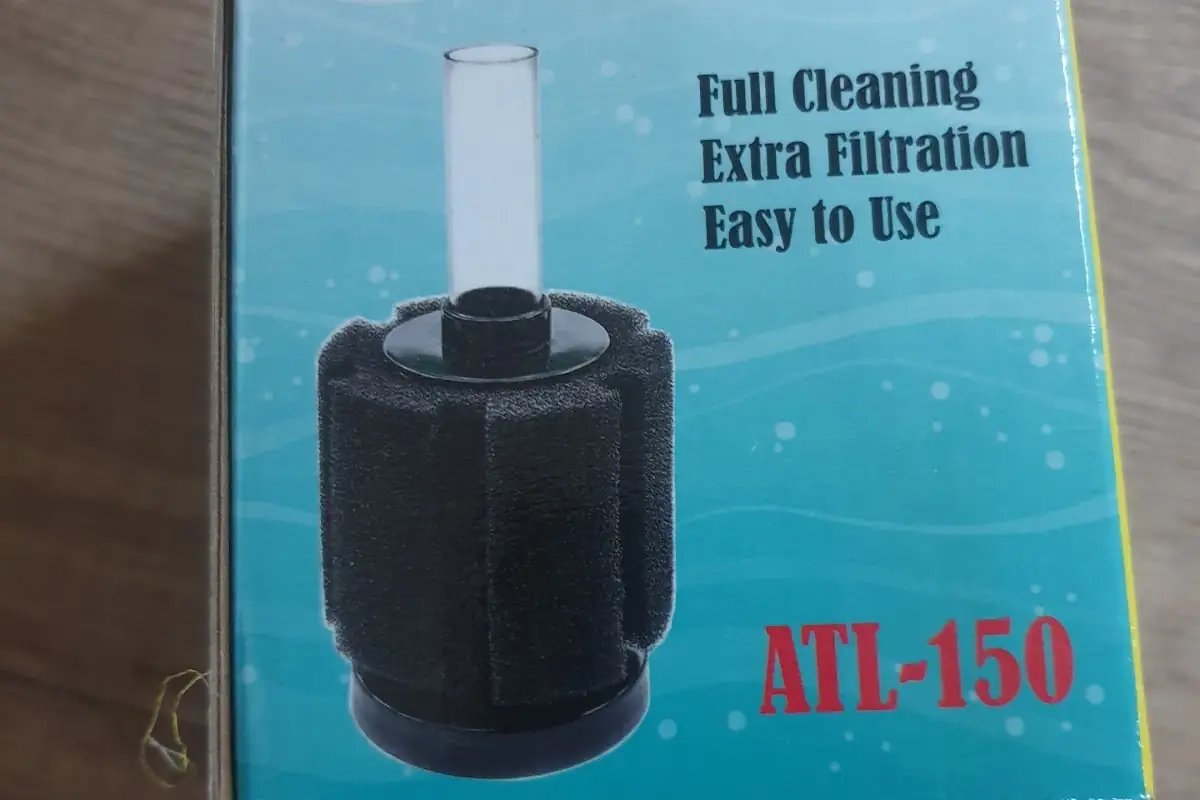 Full Cleaning
Extra Filtration
Easy to Use
ATL-150